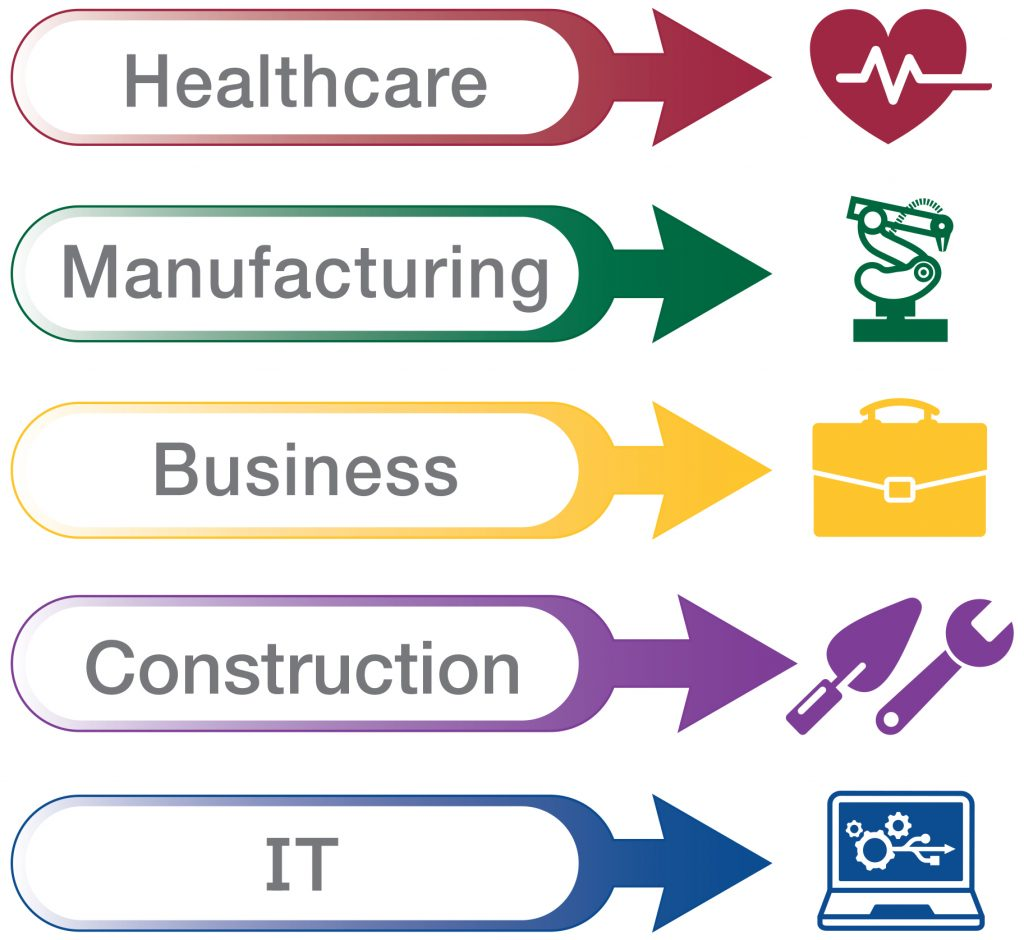 Healthcare
Manufacturing
Business
Construction
IT